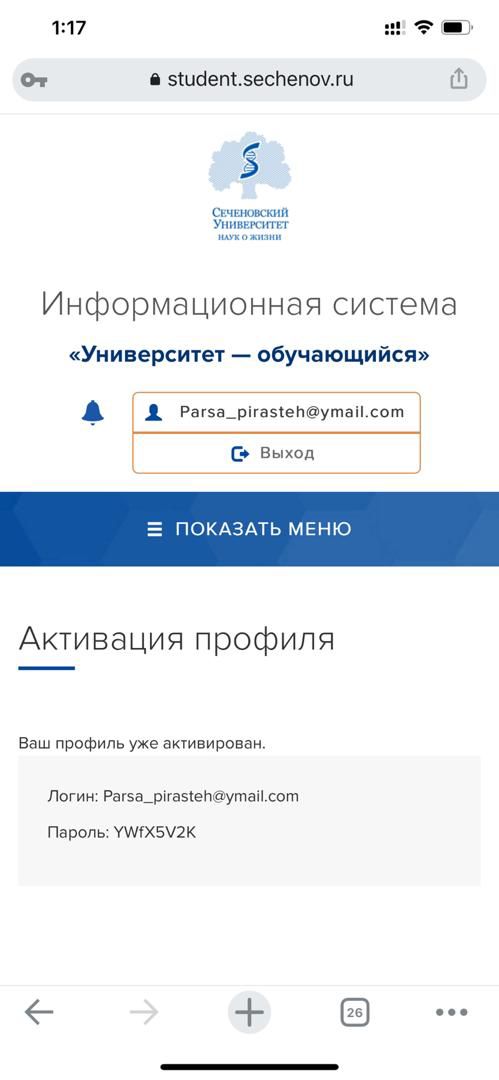 1:17
student.sechenov.ru
СЕЧЕНОВСКИЙ
УНИВЕРСИТЕТ
НАУК О ЖИЗНИ
Информационная система
«Университет — обучающийся»
Parsa_pirasteh@ymail.com
Выход
ПОКАЗАТЬ МЕНЮ
Активация профиля
Ваш профиль уже активирован.
Логин: Parsa_pirasteh@ymail.com
Пароль: YWfX5V2K
26